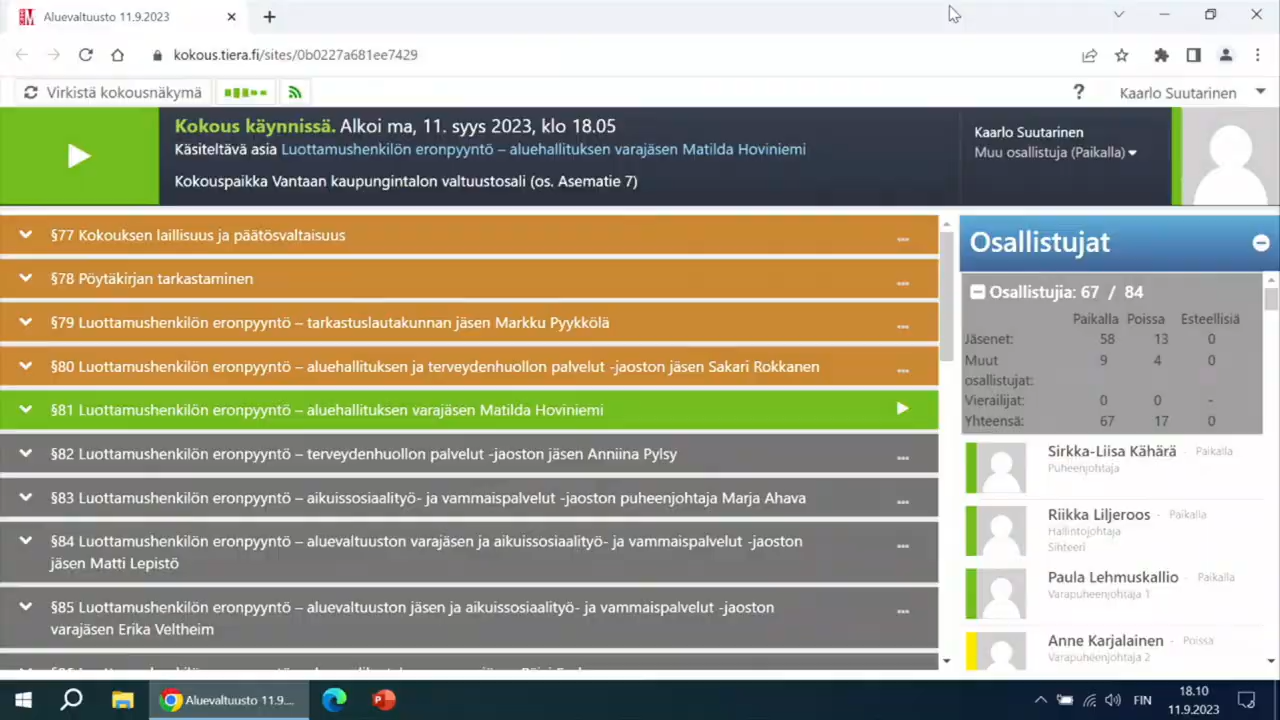 Aluevaltuusto 11.9.2023
kokous.tiera.fi/sites/0b0227a681ee7429
Virkistä kokousnäkymä
?
Kaarlo Suutarinen
Kokous käynnissä. Alkoi ma, 11. syys 2023, klo 18.05
Käsiteltävä asia Luottamushenkilön eronpyyntö – aluehallituksen varajäsen Matilda Hoviniemi
Kokouspaikka Vantaan kaupungintalon valtuustosali (os. Asematie 7)
Kaarlo Suutarinen
Muu osallistuja (Paikalla)
§77 Kokouksen laillisuus ja päätösvaltaisuus
§78 Pöytäkirjan tarkastaminen
§79 Luottamushenkilön eronpyyntö – tarkastuslautakunnan jäsen Markku Pyykkölä
§80 Luottamushenkilön eronpyyntö – aluehallituksen ja terveydenhuollon palvelut -jaoston jäsen Sakari Rokkanen
§81 Luottamushenkilön eronpyyntö – aluehallituksen varajäsen Matilda Hoviniemi
§82 Luottamushenkilön eronpyyntö – terveydenhuollon palvelut -jaoston jäsen Anniina Pylsy
§83 Luottamushenkilön eronpyyntö – aikuissosiaalityö- ja vammaispalvelut -jaoston puheenjohtaja Marja Ahava
§84 Luottamushenkilön eronpyyntö – aluevaltuuston varajäsen ja aikuissosiaalityö- ja vammaispalvelut -jaoston
jäsen Matti Lepistö
§85 Luottamushenkilön eronpyyntö – aluevaltuuston jäsen ja aikuissosiaalityö- ja vammaispalvelut -jaoston
varajäsen Erika Veltheim
Osallistujat
Osallistujia: 67 / 84
Paikalla Poissa Esteellisiä
Jäsenet: 58 13 0
Muut 9 4 0
osallistujat:
Vierailijat: 0 0 -
Yhteensä: 67 17 0
Sirkka-Liisa Kähärä - Paikalla
Puheenjohtaja
Riikka Liljeroos - Paikalla
Hallintojohtaja
Sihteeri
Paula Lehmuskallio - Paikalla
Varapuheenjohtaja 1
Anne Karjalainen - Poissa
Varapuheenjohtaja 2
Aluevaltuusto 11.9...
FIN
18.10
11.9.2023